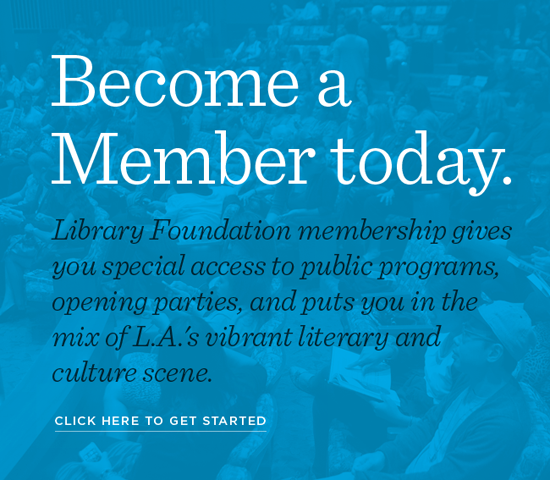 Become a
Member today.
Library Foundation membership gives
you special access to public programs,
opening parties, and puts you in the
mix of L.A.'s vibrant literary and
culture scene.
CLICK HERE TO GET STARTED